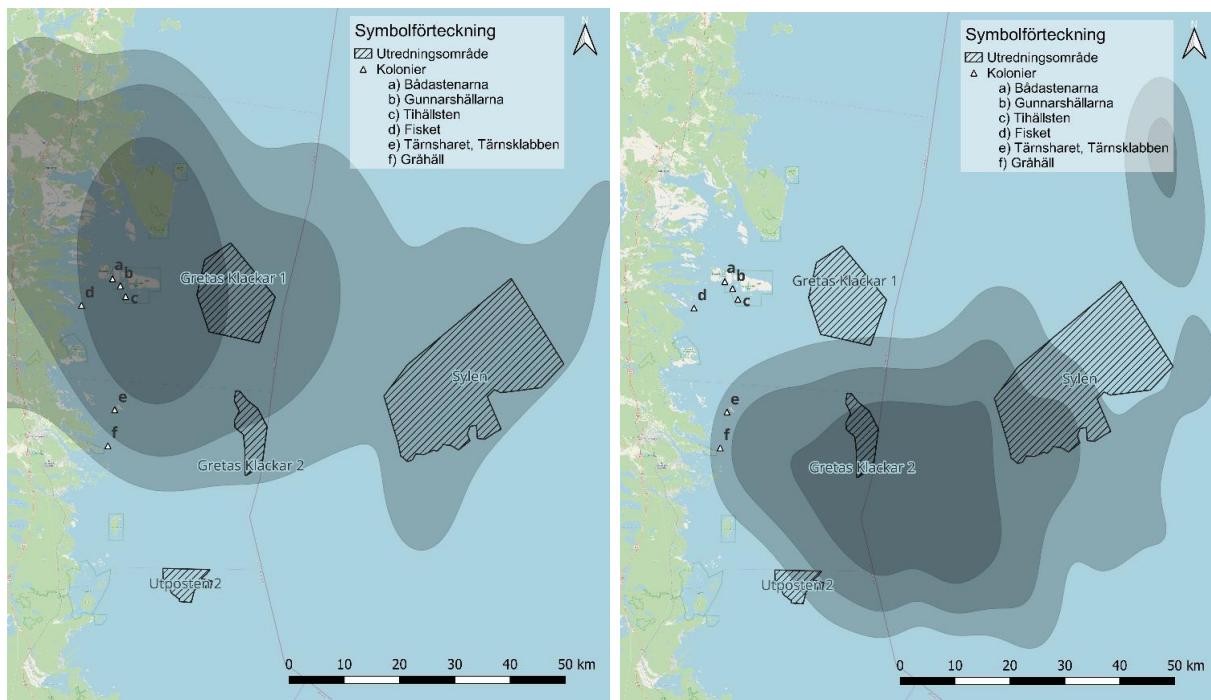 Symbolförteckning
Utredningsområde
Kolonier
a) Bådastenarna
b) Gunnarshällarna
c) Tihällsten
d) Fisket
e) Tärnsharet, Tärnsklabben
f) Gråhäll
N
a
b
c
d
e
f
Gretas Klackar 1
Sylen
Gretas Klackar 2
Utposten 2
0 10 20 30 40 50 km
Symbolförteckning
Utredningsområde
Kolonier
a) Bådastenarna
b) Gunnarshällarna
c) Tihällsten
d) Fisket
e) Tärnsharet, Tärnsklabben
f) Gråhäll
N
a
b
c
d
e
f
Gretas Klackar 1
Sylen
Gretas Klackar 2
Utposten 2
0 10 20 30 40 50 km